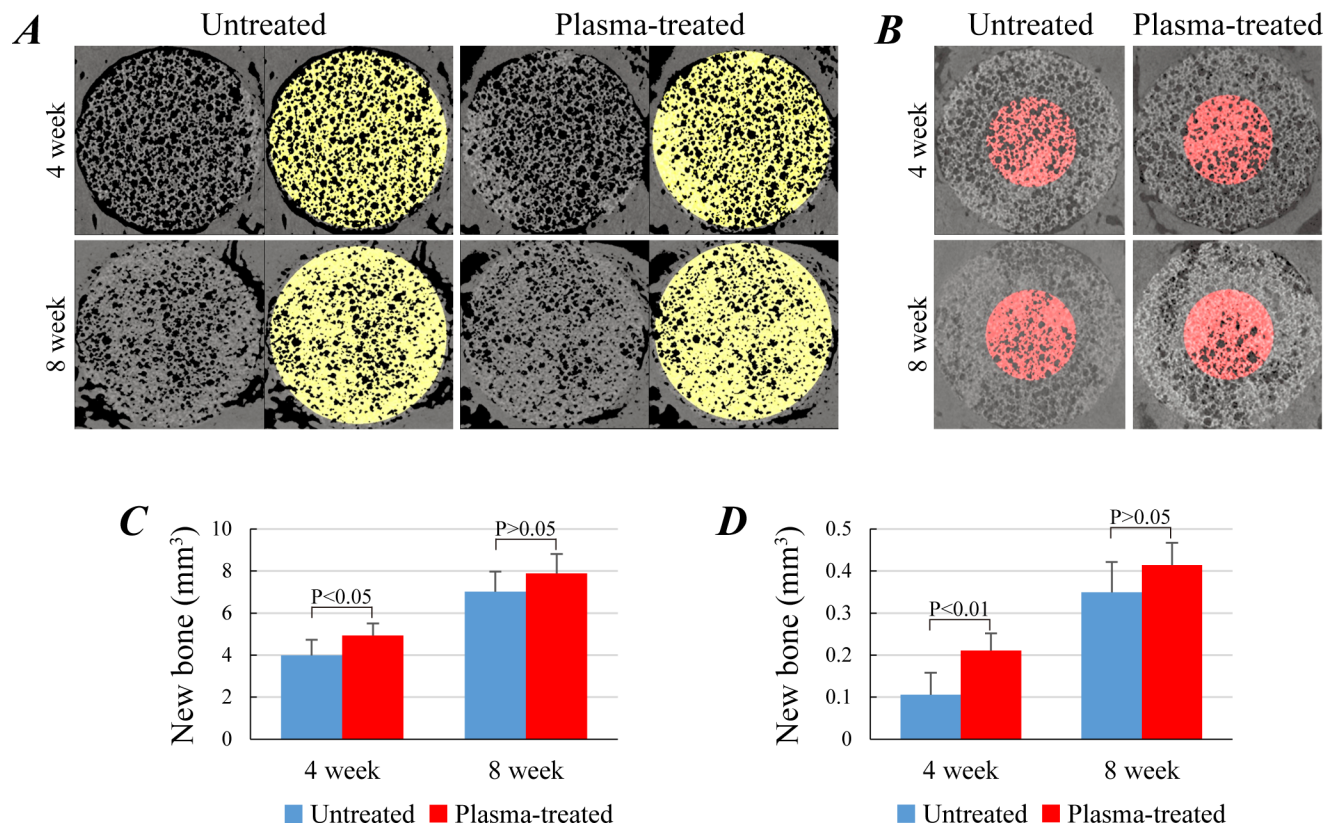 A
Untreated
Plasma-treated
4 week
8 week
B
Untreated
Plasma-treated
4 week
8 week
C
New bone (mm³)
10
8
6
4
2
0
P<0.05
P>0.05
4 week
8 week
Untreated
Plasma-treated
D
New bone (mm³)
0.5
0.4
0.3
0.2
0.1
0
P<0.01
P>0.05
4 week
8 week
Untreated
Plasma-treated